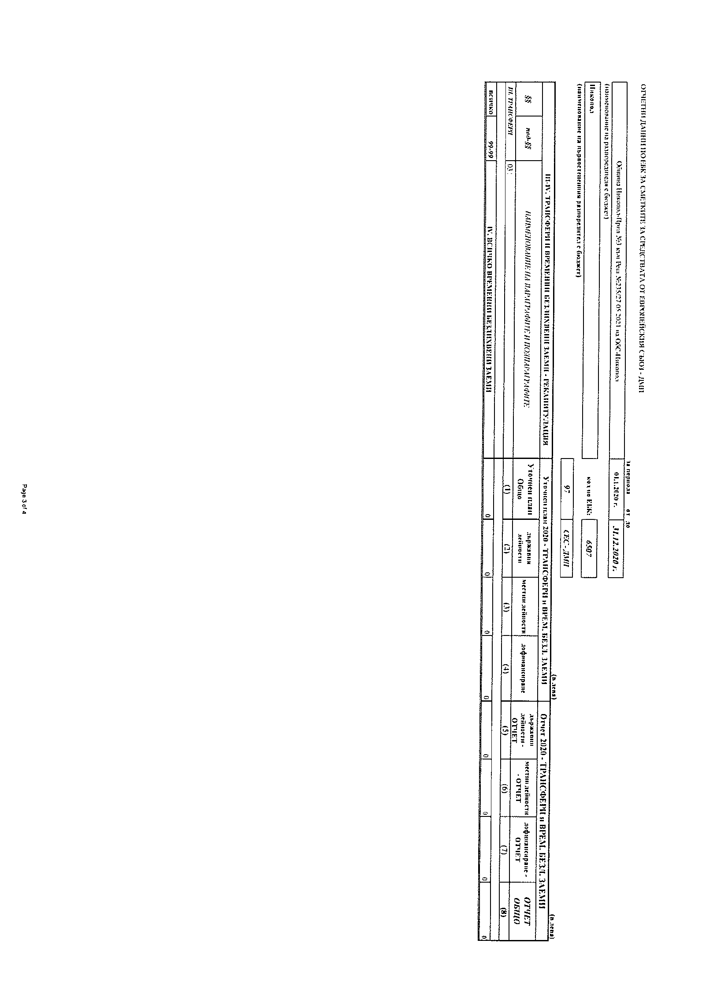 ОТЧЕТНИ ДАННИ ПО ЕБК ЗА СМЕТКИТЕ ЗА СРЕДСТВАТА ОТ ЕВРОПЕЙСКИЯ СЪЮЗ - ДМП
за периода от до
Община Никопол-Прил №3 към Реш №235/27 05 2021 на ОбС-Никопол 01.1.2020 г. 31.12.2020 г.
(наименование на разпоредителя с бюджет)
Никопол код по ЕБК: 6507
(наименование на първостепенния разпоредител с бюджет)
97 СЕС - ДМП
(в лева) (в лева)
III-IV. ТРАНСФЕРИ И ВРЕМЕННИ БЕЗЛИХВЕНИ ЗАЕМИ - РЕКАПИТУЛАЦИЯ Уточнен план 2020 - ТРАНСФЕРИ и ВРЕМ. БЕЗЛ. ЗАЕМИ Отчет 2020 - ТРАНСФЕРИ и ВРЕМ. БЕЗЛ. ЗАЕМИ
§§ под-§§ НАИМЕНОВАНИЕ НА ПАРАГРАФИТЕ И ПОДПАРАГРАФИТЕ Уточнен план Общо държавни дейности местни дейности дофинансиране държавни дейности - ОТЧЕТ местни дейности - ОТЧЕТ дофинансиране - ОТЧЕТ ОТЧЕТ ОБЩО
III. ТРАНСФЕРИ 03 (1) (2) (3) (4) (5) (6) (7) (8)
всичко 99-99 IV. ВСИЧКО ВРЕМЕННИ БЕЗЛИХВЕНИ ЗАЕМИ 0 0 0 0 0 0 0 0
Page 3 of 4